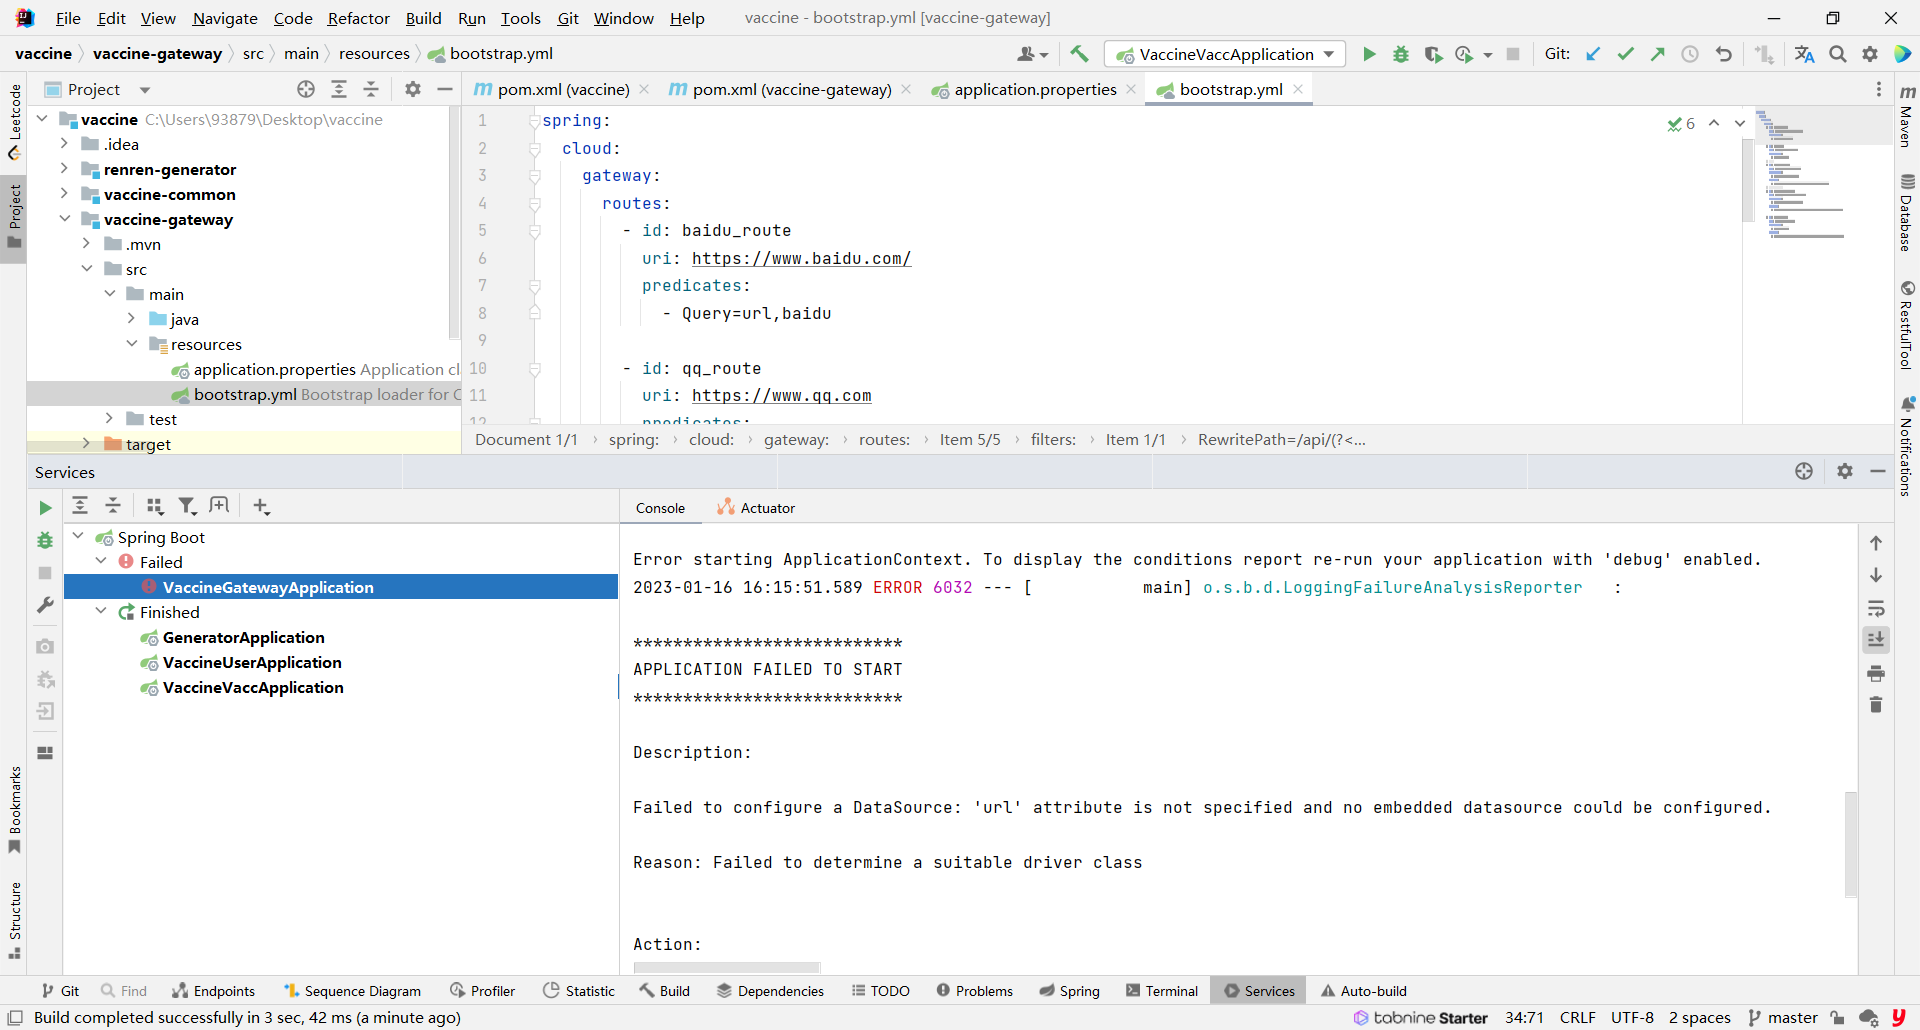 File Edit View Navigate Code Refactor Build Run Tools Git Window Help vaccine - bootstrap.yml [vaccine-gateway]
vaccine vaccine-gateway src main resources bootstrap.yml VaccineVaccApplication Git:
Project
pom.xml (vaccine) pom.xml (vaccine-gateway) application.properties bootstrap.yml
Leetcode
Project
Bookmarks
Structure
Maven
Database
RestfulTool
Notifications
vaccine C:\Users\93879\Desktop\vaccine
.idea
renren-generator
vaccine-common
vaccine-gateway
.mvn
src
main
java
resources
application.properties Application cl
bootstrap.yml Bootstrap loader for C
test
target
6
1 spring:
2 cloud:
3 gateway:
4 routes:
5 - id: baidu_route
6 uri: https://www.baidu.com/
7 predicates:
8 - Query=url,baidu
9
10 - id: qq_route
11 uri: https://www.qq.com
12 predicates:
Document 1/1 spring: cloud: gateway: routes: Item 5/5 filters: Item 1/1 RewritePath=/api/(?<...
Services
Spring Boot
Failed
VaccineGatewayApplication
Finished
GeneratorApplication
VaccineUserApplication
VaccineVaccApplication
Console Actuator
Error starting ApplicationContext. To display the conditions report re-run your application with 'debug' enabled.
2023-01-16 16:15:51.589 ERROR 6032 --- [           main] o.s.b.d.LoggingFailureAnalysisReporter   :
***************************
APPLICATION FAILED TO START
***************************
Description:
Failed to configure a DataSource: 'url' attribute is not specified and no embedded datasource could be configured.
Reason: Failed to determine a suitable driver class
Action:
Git Find Endpoints Sequence Diagram Profiler Statistic Build Dependencies TODO Problems Spring Terminal Services Auto-build
Build completed successfully in 3 sec, 42 ms (a minute ago) tabnine Starter 34:71 CRLF UTF-8 2 spaces master